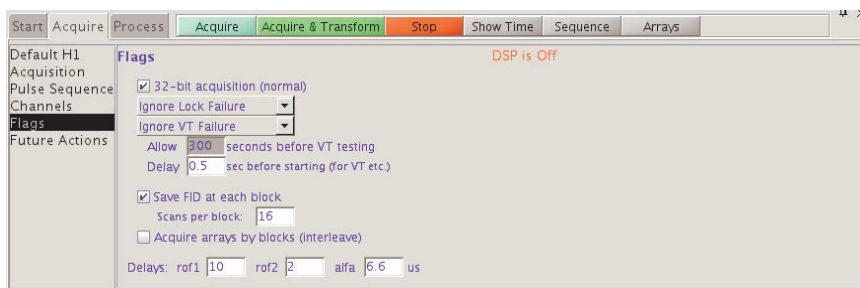 Start Acquire Process Acquire Acquire & Transform Stop Show Time Sequence Arrays
Default H1
Acquisition
Pulse Sequence
Channels
Flags
Future Actions
Flags DSP is Off
32-bit acquisition (normal)
Ignore Lock Failure
Ignore VT Failure
Allow 300 seconds before VT testing
Delay 0.5 sec before starting (for VT etc.)
Save FID at each block
Scans per block: 16
Acquire arrays by blocks (interleave)
Delays: rof1 10 rof2 2 alfa 6.6 us